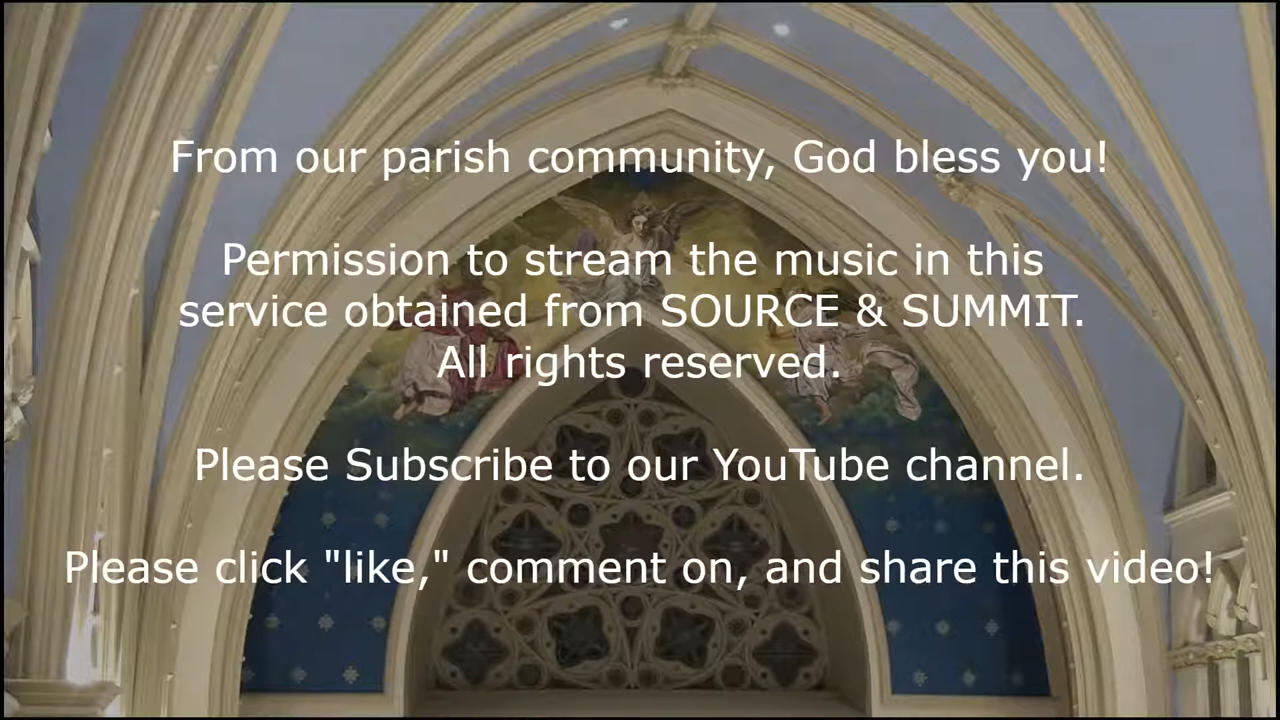 From our parish community, God bless you!
Permission to stream the music in this
service obtained from SOURCE & SUMMIT.
All rights reserved.
Please Subscribe to our YouTube channel.
Please click "like," comment on, and share this video!